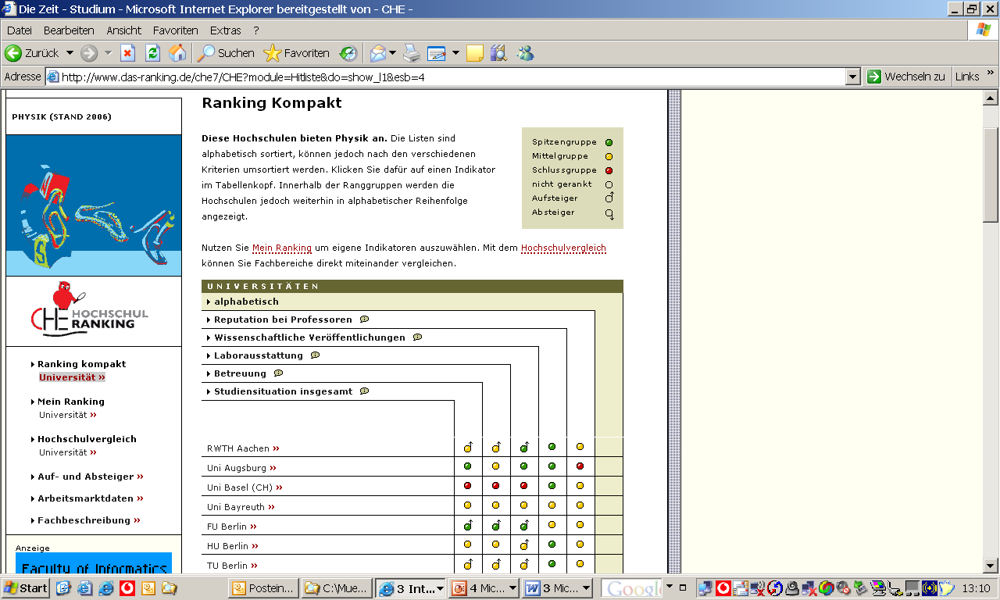 Die Zeit - Studium - Microsoft Internet Explorer bereitgestellt von - CHE -
Datei Bearbeiten Ansicht Favoriten Extras ?
Zurück Suchen Favoriten
Adresse http://www.das-ranking.de/che7/CHE?module=Hitliste&do=show_l1&esb=4 Wechseln zu Links »
PHYSIK (STAND 2006)
CHE HOCHSCHUL
RANKING
Ranking kompakt
Universität »
Mein Ranking
Universität »
Hochschulvergleich
Universität »
Auf- und Absteiger »
Arbeitsmarktdaten »
Fachbeschreibung »
Anzeige
Faculty of Informatics
Ranking Kompakt
Diese Hochschulen bieten Physik an. Die Listen sind
alphabetisch sortiert, können jedoch nach den verschiedenen
Kriterien umsortiert werden. Klicken Sie dafür auf einen Indikator
im Tabellenkopf. Innerhalb der Ranggruppen werden die
Hochschulen jedoch weiterhin in alphabetischer Reihenfolge
angezeigt.
Spitzengruppe
Mittelgruppe
Schlussgruppe
nicht gerankt
Aufsteiger
Absteiger
Nutzen Sie Mein Ranking um eigene Indikatoren auszuwählen. Mit dem Hochschulvergleich
können Sie Fachbereiche direkt miteinander vergleichen.
UNIVERSITÄTEN
alphabetisch
Reputation bei Professoren
Wissenschaftliche Veröffentlichungen
Laborausstattung
Betreuung
Studiensituation insgesamt
RWTH Aachen »
Uni Augsburg »
Uni Basel (CH) »
Uni Bayreuth »
FU Berlin »
HU Berlin »
TU Berlin »
Start Postein... C:\Mue... 3 Int... 4 Mic... 3 Mic... Google 13:10